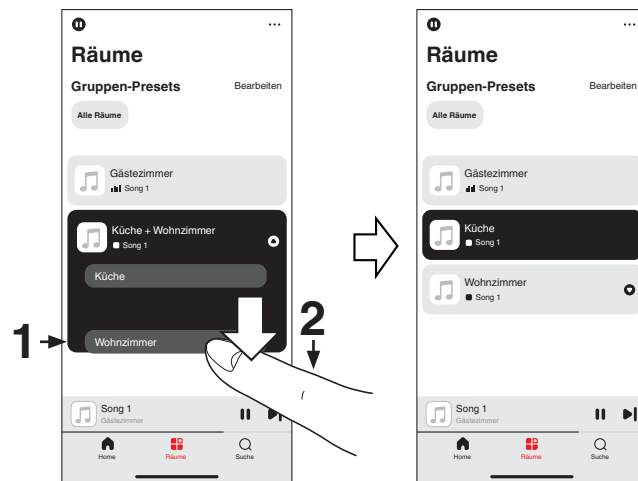 Räume
Gruppen-Presets Bearbeiten
Alle Räume
Gästezimmer
Song 1
Küche + Wohnzimmer
Song 1
Küche
Wohnzimmer
1
2
Song 1
Gästezimmer
Home Räume Suche
Räume
Gruppen-Presets Bearbeiten
Alle Räume
Gästezimmer
Song 1
Küche
Song 1
Wohnzimmer
Song 1
Song 1
Gästezimmer
Home Räume Suche